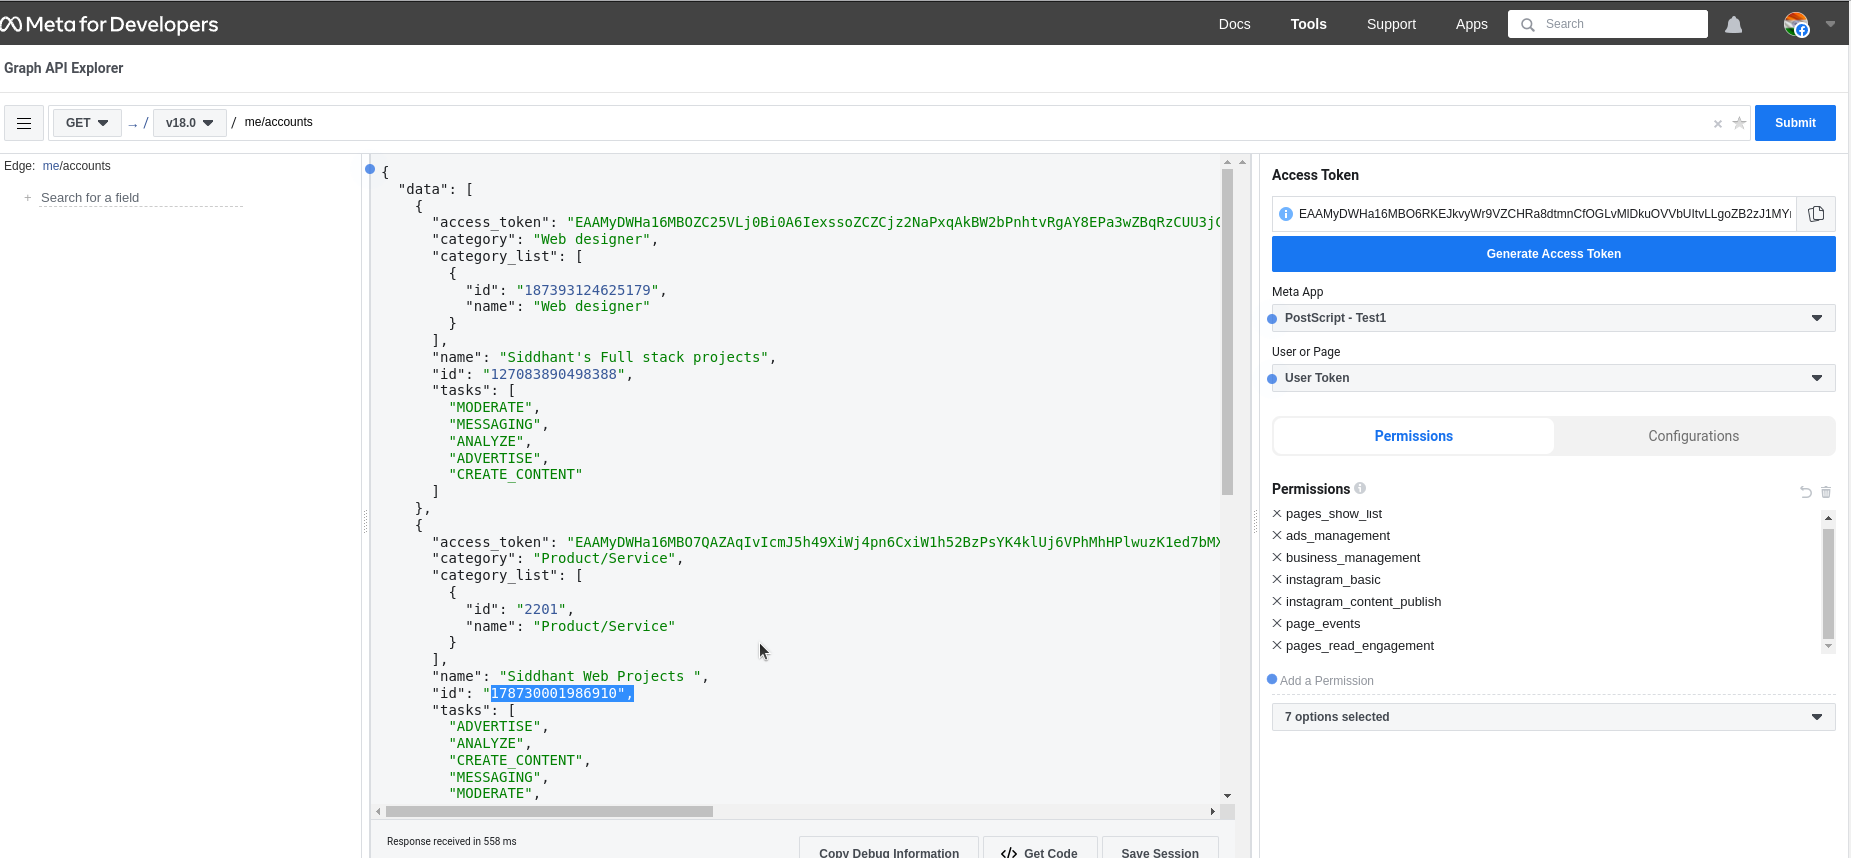 Meta for Developers
Docs
Tools
Support
Apps
Search
Graph API Explorer
GET
→ /
v18.0
/
me/accounts
Submit
Edge: me/accounts
+ Search for a field
{
"data": [
{
"access_token": "EAAMyDWHa16MBOZC25VLj0Bi0A6IexssoZCZCjz2NaPxqAkBW2bPnhtvRgAY8EPa3wZBqRzCUU3j
"category": "Web designer",
"category_list": [
{
"id": "187393124625179",
"name": "Web designer"
}
],
"name": "Siddhant's Full stack projects",
"id": "127083890498388",
"tasks": [
"MODERATE",
"MESSAGING",
"ANALYZE",
"ADVERTISE",
"CREATE_CONTENT"
]
},
{
"access_token": "EAAMyDWHa16MBO7QAZAqIvIcmJ5h49XiWj4pn6CxiW1h52BzPsYK4klUj6VPhMhHPlwuzK1ed7bMX
"category": "Product/Service",
"category_list": [
{
"id": "2201",
"name": "Product/Service"
}
],
"name": "Siddhant Web Projects ",
"id": "178730001986910",
"tasks": [
"ADVERTISE",
"ANALYZE",
"CREATE_CONTENT",
"MESSAGING",
"MODERATE",
Response received in 558 ms
Copy Debug Information
</> Get Code
Save Session
Access Token
EAAMyDWHa16MBO6RKEJkvyWr9VZCHRa8dtmnCfOGLvMlDkuOVVbUItvLLgoZB2zJ1MY
Generate Access Token
Meta App
PostScript - Test1
User or Page
User Token
Permissions
Configurations
Permissions
pages_show_list
ads_management
business_management
instagram_basic
instagram_content_publish
page_events
pages_read_engagement
Add a Permission
7 options selected